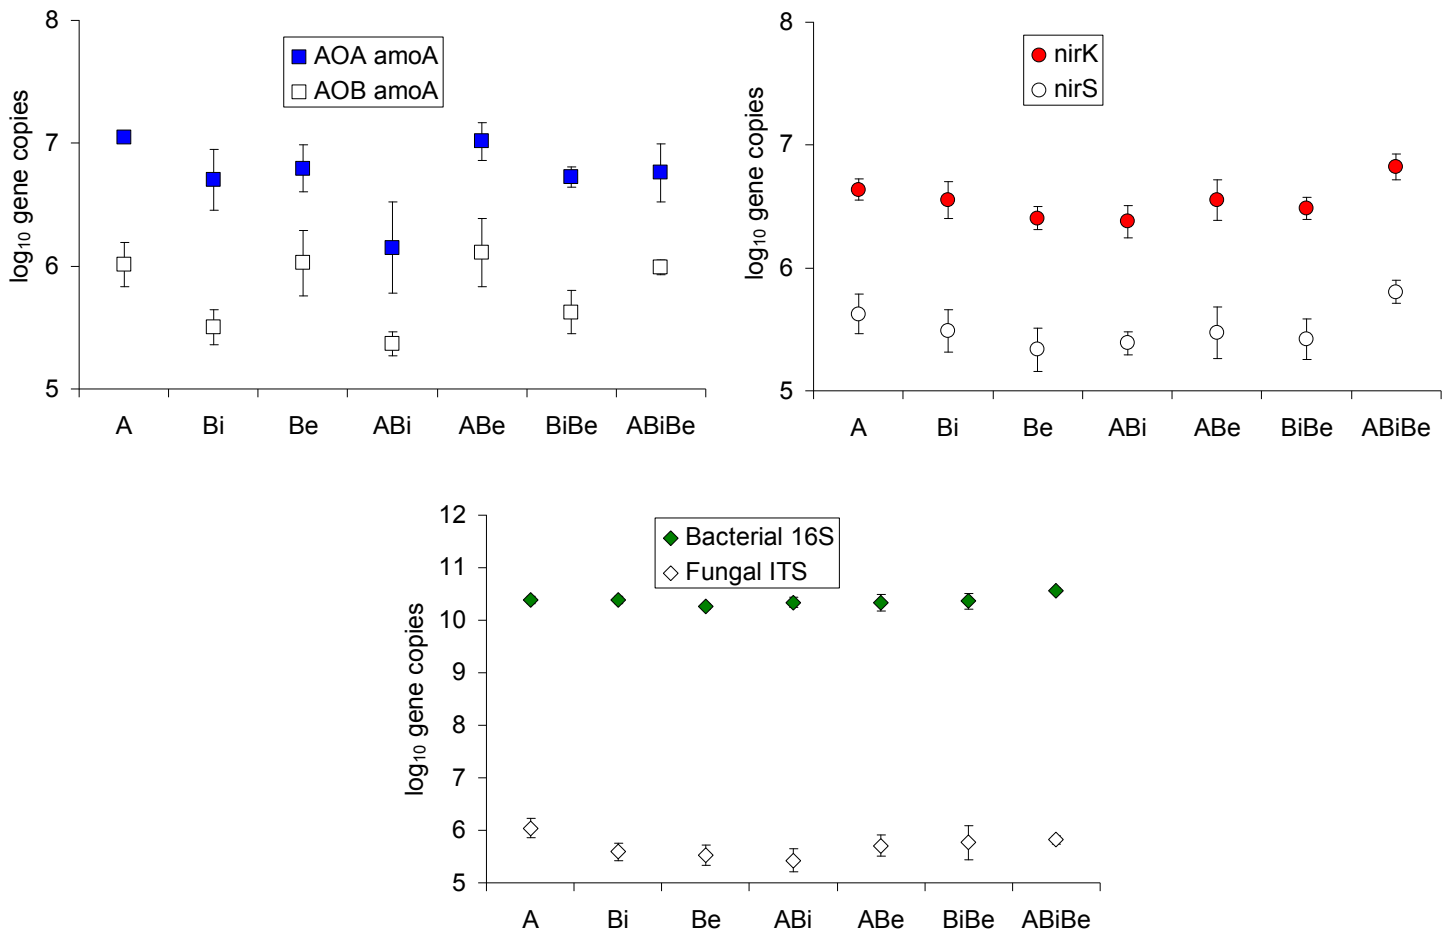 8
7
6
5
log₁₀ gene copies
AOA amoA
AOB amoA
A Bi Be ABi ABe BiBe ABiBe
8
7
6
5
log₁₀ gene copies
nirK
nirS
A Bi Be ABi ABe BiBe ABiBe
12
11
10
9
8
7
6
5
log₁₀ gene copies
Bacterial 16S
Fungal ITS
A Bi Be ABi ABe BiBe ABiBe